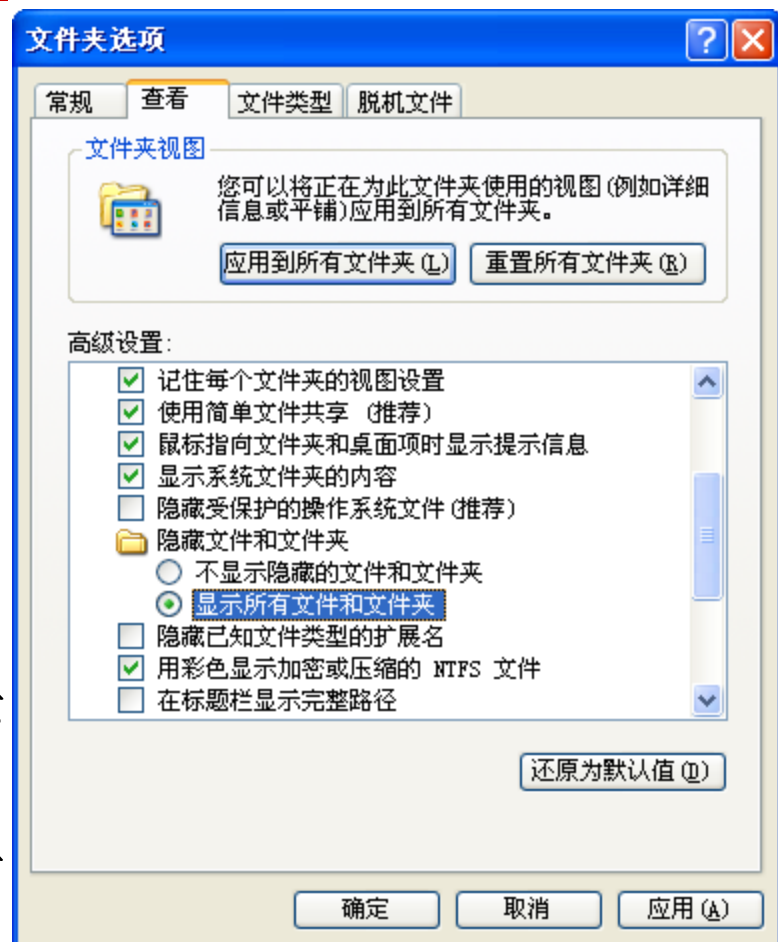 文件夹选项
常规 查看 文件类型 脱机文件
文件夹视图
您可以将正在为此文件夹使用的视图(例如详细
信息或平铺)应用到所有文件夹。
应用到所有文件夹(L) 重置所有文件夹(R)
高级设置:
记住每个文件夹的视图设置
使用简单文件共享 (推荐)
鼠标指向文件夹和桌面项时显示提示信息
显示系统文件夹的内容
隐藏受保护的操作系统文件(推荐)
隐藏文件和文件夹
不显示隐藏的文件和文件夹
显示所有文件和文件夹
隐藏已知文件类型的扩展名
用彩色显示加密或压缩的 NTFS 文件
在标题栏显示完整路径
还原为默认值(D)
确定 取消 应用(A)